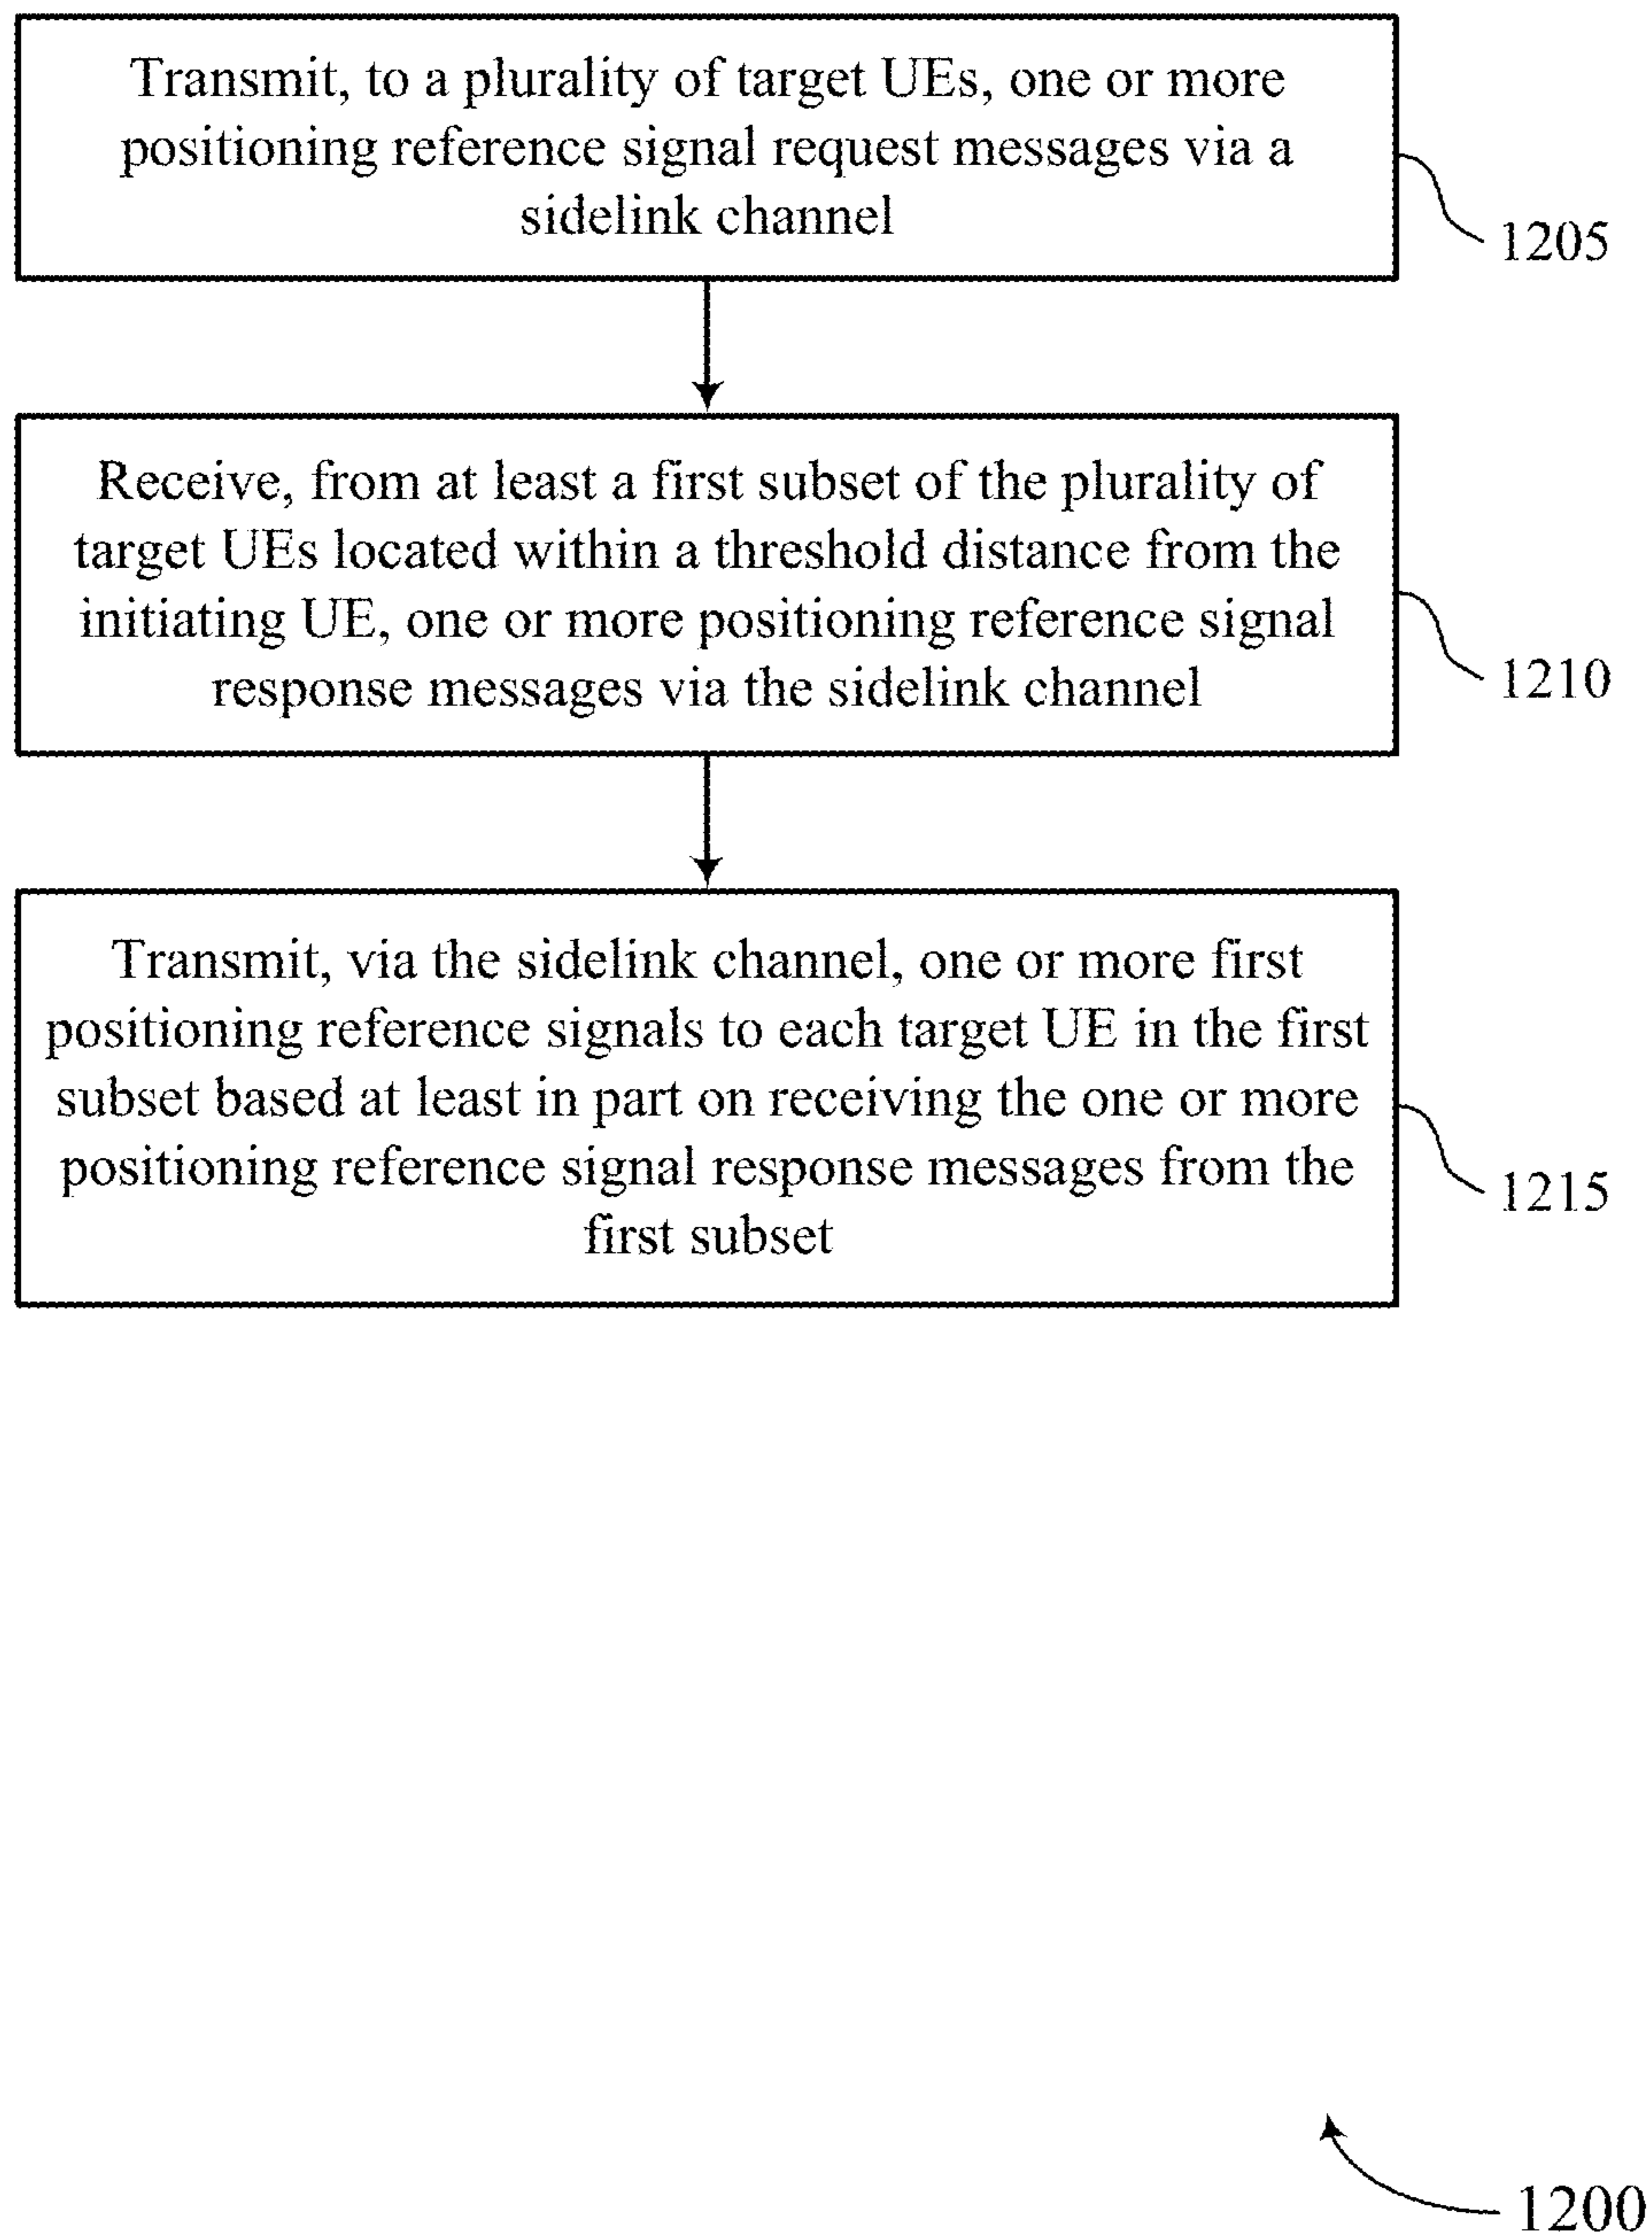 Transmit, to a plurality of target UEs, one or more
positioning reference signal request messages via a
sidelink channel
1205
Receive, from at least a first subset of the plurality of
target UEs located within a threshold distance from the
initiating UE, one or more positioning reference signal
response messages via the sidelink channel
1210
Transmit, via the sidelink channel, one or more first
positioning reference signals to each target UE in the first
subset based at least in part on receiving the one or more
positioning reference signal response messages from the
first subset
1215
1200